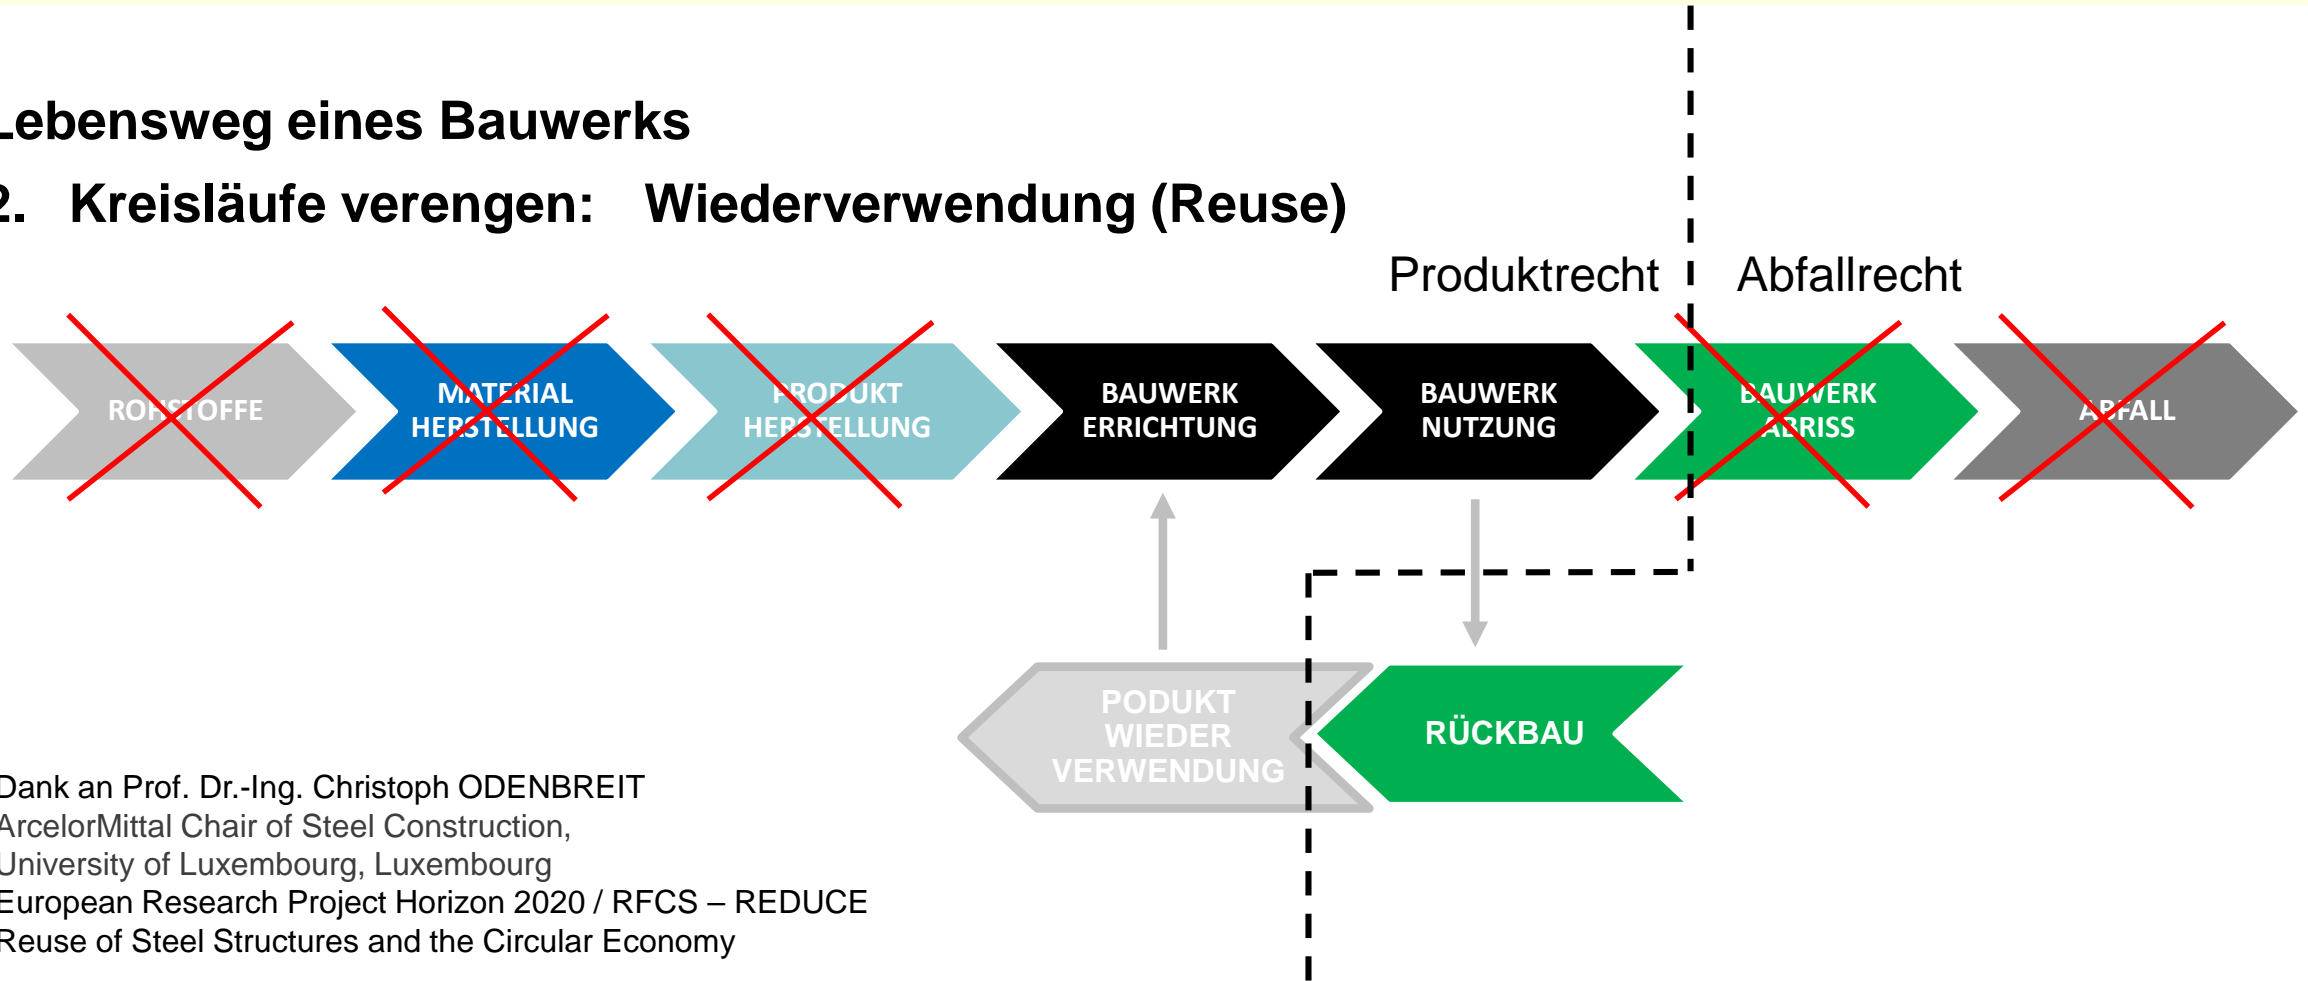 Lebensweg eines Bauwerks
2. Kreisläufe verengen: Wiederverwendung (Reuse)
Produktrecht Abfallrecht
ROHSTOFFE
MATERIAL
HERSTELLUNG
PRODUKT
HERSTELLUNG
BAUWERK
ERRICHTUNG
BAUWERK
NUTZUNG
BAUWERK
ABRISS
ABFALL
PODUKT
WIEDER
VERWENDUNG
RÜCKBAU
Dank an Prof. Dr.-Ing. Christoph ODENBREIT
ArcelorMittal Chair of Steel Construction,
University of Luxembourg, Luxembourg
European Research Project Horizon 2020 / RFCS – REDUCE
Reuse of Steel Structures and the Circular Economy